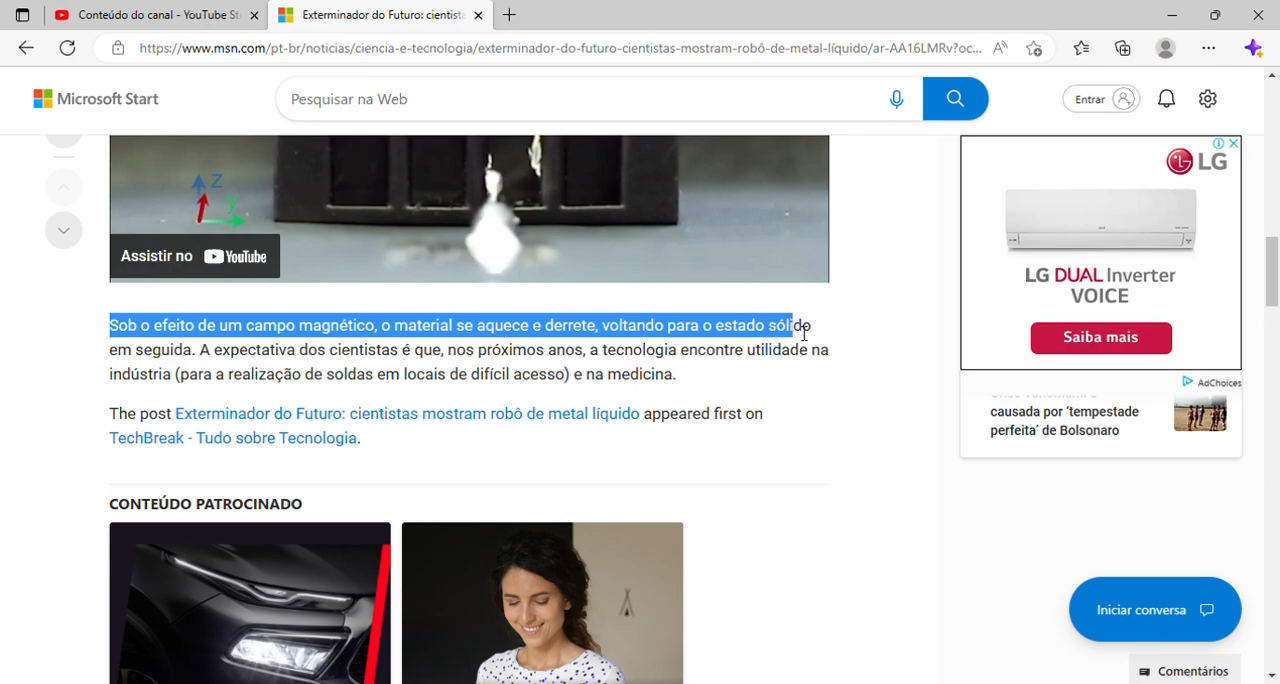 Conteúdo do canal - YouTube St
Exterminador do Futuro: cientista
https://www.msn.com/pt-br/noticias/ciencia-e-tecnologia/exterminador-do-futuro-cientistas-mostram-robô-de-metal-líquido/ar-AA16LMRv?oc...
Microsoft Start
Pesquisar na Web
Entrar
Z
y
Assistir no YouTube
Sob o efeito de um campo magnético, o material se aquece e derrete, voltando para o estado sólido
em seguida. A expectativa dos cientistas é que, nos próximos anos, a tecnologia encontre utilidade na
indústria (para a realização de soldas em locais de difícil acesso) e na medicina.
The post Exterminador do Futuro: cientistas mostram robô de metal líquido appeared first on
TechBreak - Tudo sobre Tecnologia.
CONTEÚDO PATROCINADO
LG
LG DUAL Inverter
VOICE
Saiba mais
AdChoices
causada por 'tempestade
perfeita' de Bolsonaro
Iniciar conversa
Comentários